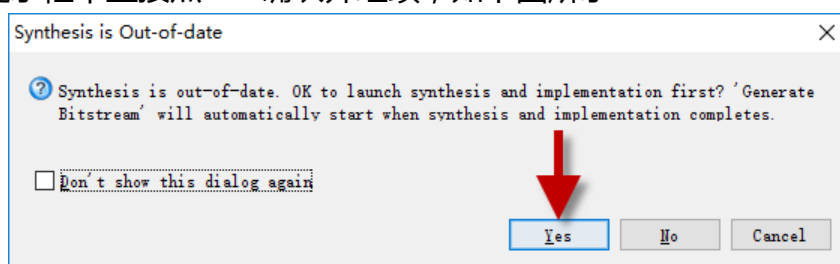 Synthesis is Out-of-date
Synthesis is out-of-date. OK to launch synthesis and implementation first? 'Generate
Bitstream' will automatically start when synthesis and implementation completes.
Don't show this dialog again
Yes No Cancel